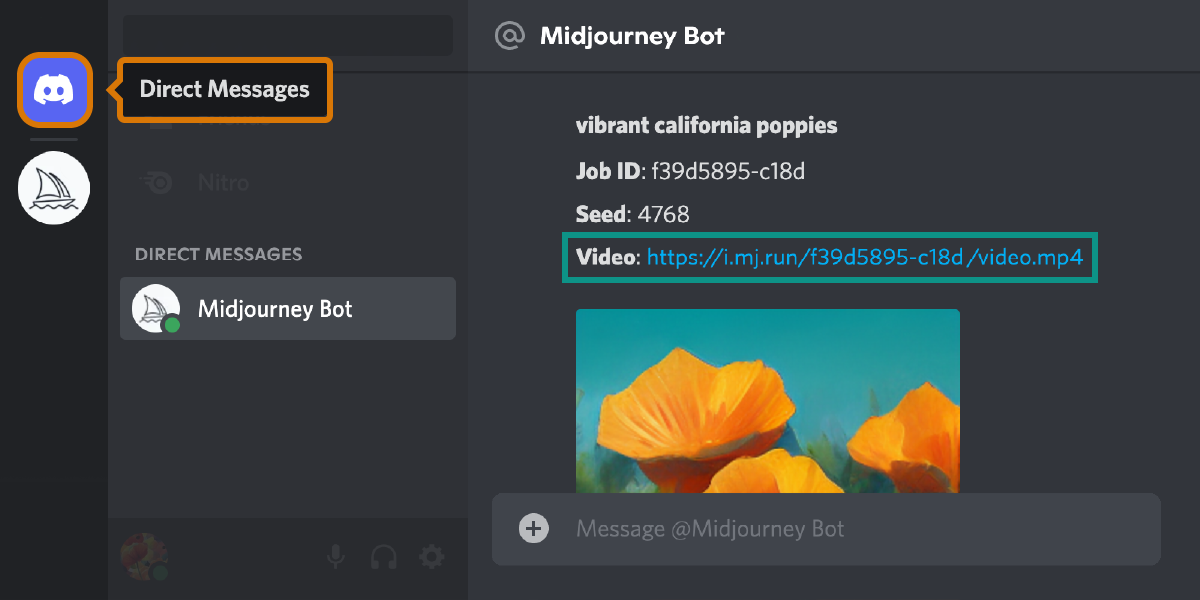 Direct Messages
Nitro
DIRECT MESSAGES
Midjourney Bot
Midjourney Bot
vibrant california poppies
Job ID: f39d5895-c18d
Seed: 4768
Video: https://i.mj.run/f39d5895-c18d/video.mp4
Message @Midjourney Bot